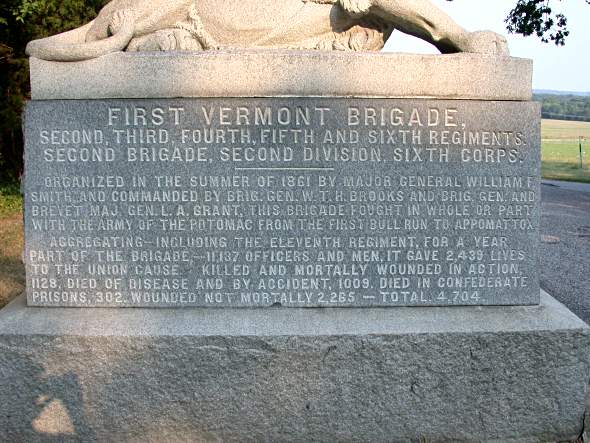 FIRST VERMONT BRIGADE,
SECOND, THIRD, FOURTH, FIFTH AND SIXTH REGIMENTS.
SECOND BRIGADE, SECOND DIVISION, SIXTH CORPS.
ORGANIZED IN THE SUMMER OF 1861 BY MAJOR GENERAL WILLIAM F.
SMITH, AND COMMANDED BY BRIG. GEN. W. T. H. BROOKS AND BRIG. GEN. AND
BREVET MAJ. GEN. L. A. GRANT, THIS BRIGADE FOUGHT IN WHOLE OR PART
WITH THE ARMY OF THE POTOMAC FROM THE FIRST BULL RUN TO APPOMATTOX.
AGGREGATING—INCLUDING THE ELEVENTH REGIMENT, FOR A YEAR
PART OF THE BRIGADE,—11,137 OFFICERS AND MEN, IT GAVE 2,439 LIVES
TO THE UNION CAUSE. KILLED AND MORTALLY WOUNDED IN ACTION,
1128, DIED OF DISEASE AND BY ACCIDENT, 1009, DIED IN CONFEDERATE
PRISONS, 302. WOUNDED NOT MORTALLY 2,265 — TOTAL, 4,704.